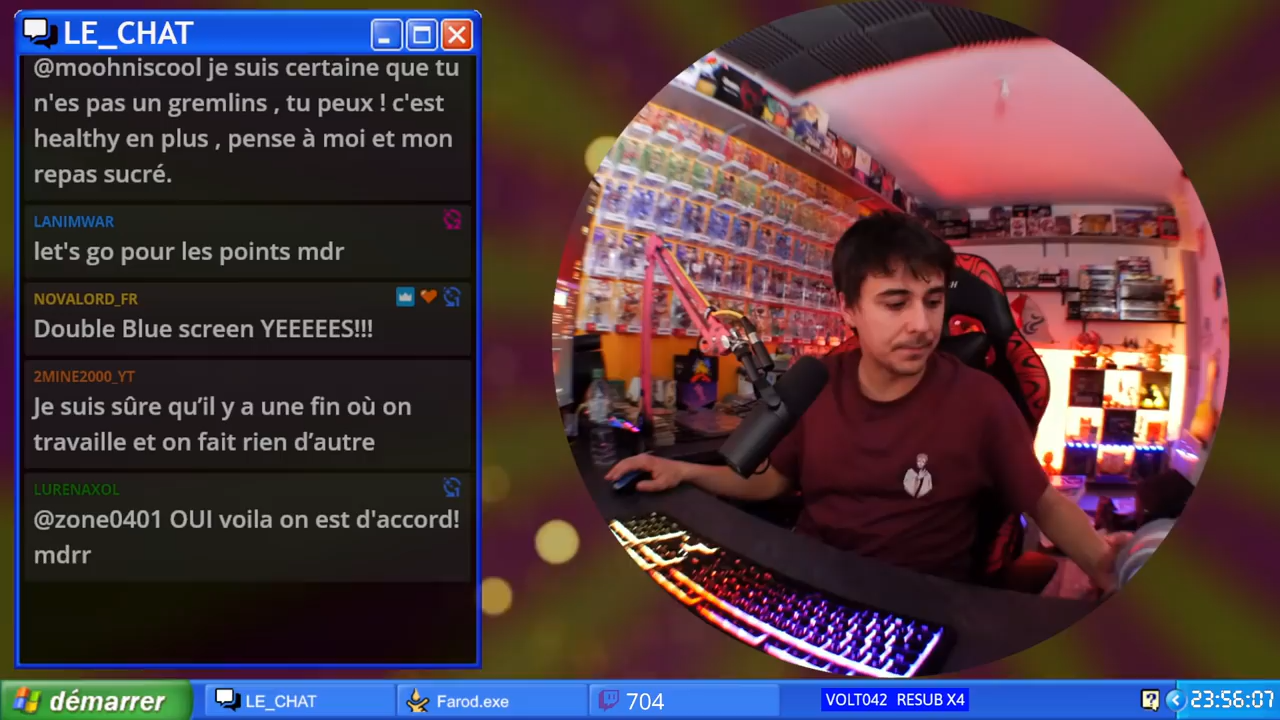 LE_CHAT
@moohniscool je suis certaine que tu
n'es pas un gremlins , tu peux ! c'est
healthy en plus , pense à moi et mon
repas sucré.
LANIMWAR
let's go pour les points mdr
NOVALORD_FR
Double Blue screen YEEEEES!!!
2MINE2000_YT
Je suis sûre qu’il y a une fin où on
travaille et on fait rien d’autre
LURENAXOL
@zone0401 OUI voila on est d'accord!
mdrr
démarrer
LE_CHAT
Farod.exe
704
VOLT042 RESUB X4
23:56:07